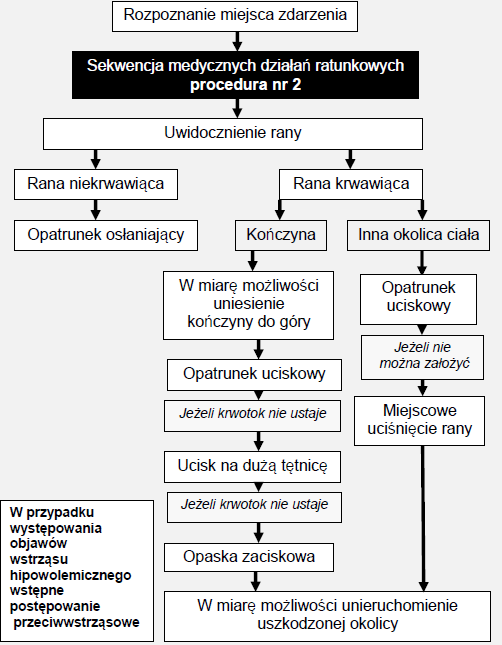 Rozpoznanie miejsca zdarzenia
Sekwencja medycznych działań ratunkowych
procedura nr 2
Uwidocznienie rany
Rana niekrwawiąca
Rana krwawiąca
Opatrunek osłaniający
Kończyna
Inna okolica ciała
W miarę możliwości
uniesienie
kończyny do góry
Opatrunek
uciskowy
Jeżeli nie
można założyć
Opatrunek uciskowy
Jeżeli krwotok nie ustaje
Miejscowe
uciśnięcie rany
Ucisk na dużą tętnicę
Jeżeli krwotok nie ustaje
Opaska zaciskowa
W przypadku
występowania
objawów
wstrząsu
hipowolemicznego
wstępne
postępowanie
przeciwwstrząsowe
W miarę możliwości unieruchomienie
uszkodzonej okolicy